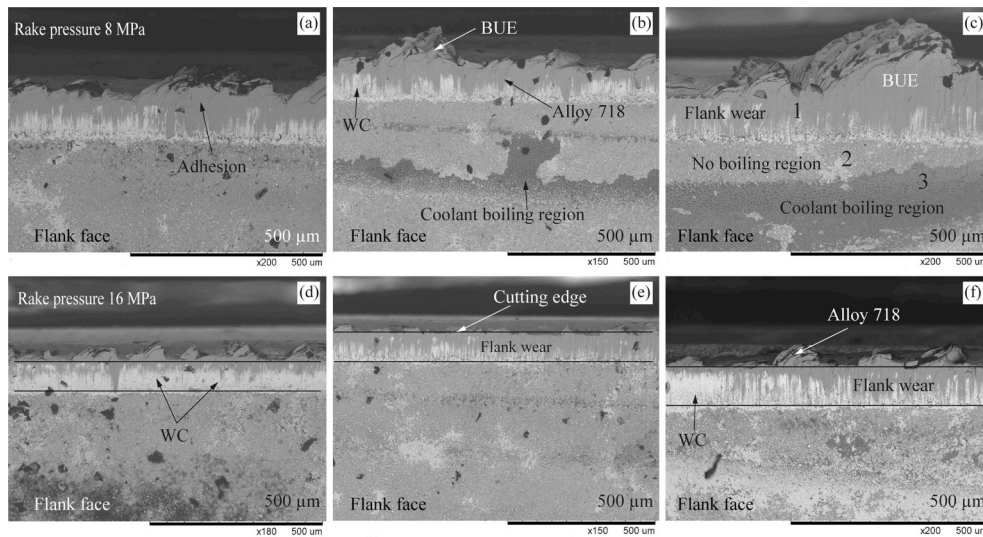 Rake pressure 8 MPa
(a)
Adhesion
Flank face
500 µm
x200 500 um
(b)
BUE
WC
Alloy 718
Coolant boiling region
Flank face
500 µm
x150 500 um
(c)
BUE
Flank wear
1
No boiling region
2
3
Coolant boiling region
Flank face
500 µm
x200 500 um
Rake pressure 16 MPa
(d)
WC
Flank face
500 µm
x180 500 um
(e)
Cutting edge
Flank wear
Flank face
500 µm
x150 500 um
(f)
Alloy 718
Flank wear
WC
Flank face
500 µm
x200 500 um